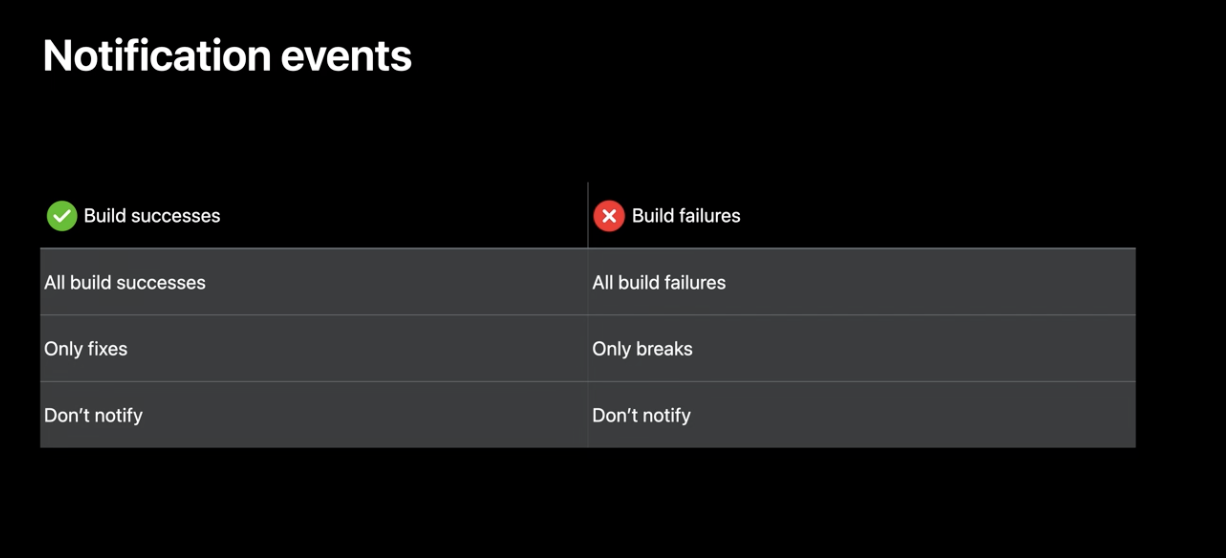 Notification events
Build successes
Build failures
All build successes
All build failures
Only fixes
Only breaks
Don’t notify
Don’t notify